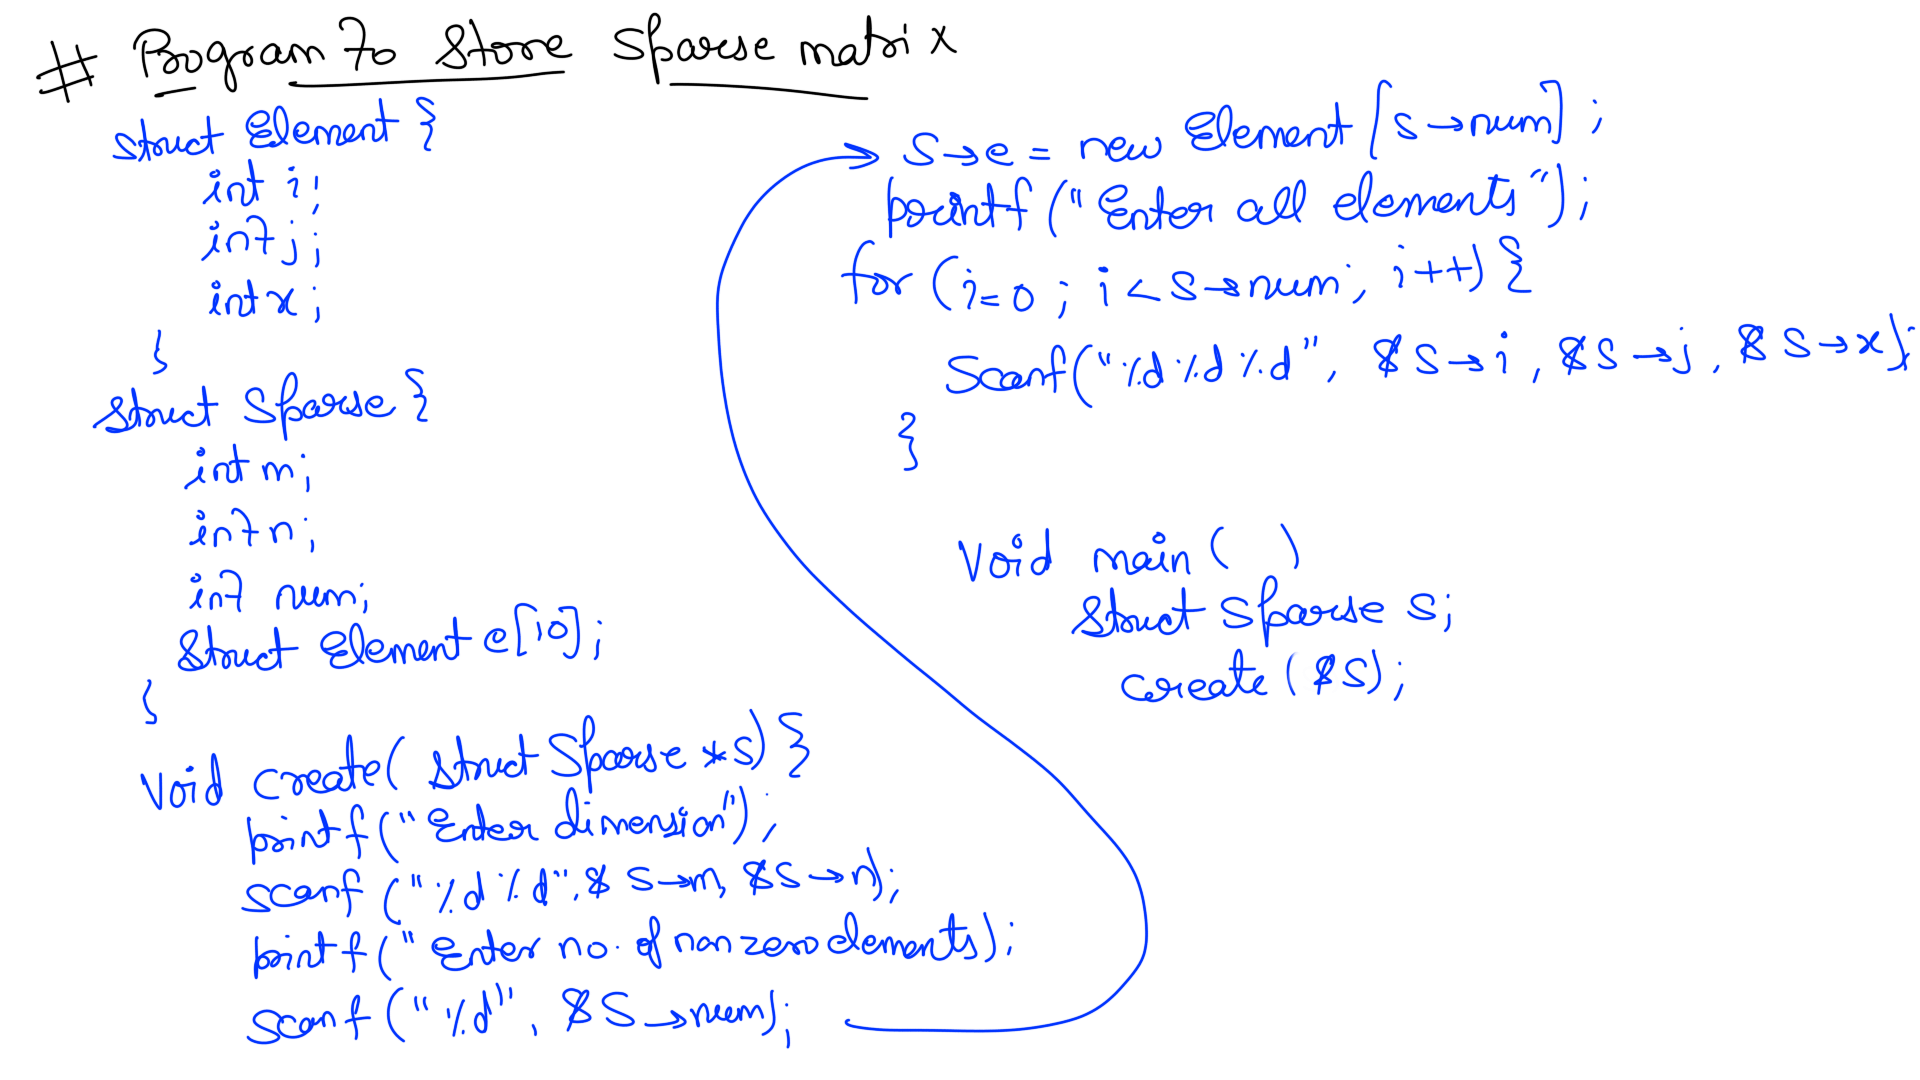 # Program To Store Sparse matrix
struct Element {
int i;
int j;
int x;
}
struct Sparse {
int m;
int n;
int num;
Struct Element e[10];
}
Void create( struct Sparse *s) {
printf("Enter dimension");
scanf ("%d %d", & s→m, &s→n);
printf(" Enter no. of non zero elements);
scanf ("%d", &S→num);
S→e = new Element [s→num] ;
printf ("Enter all elements");
for (i=0 ; i<s→num; i++) {
Scanf("%d %d %d", &s→i, &s→j, &s→x);
}
Void main( )
Struct Sparse s;
create (&s);